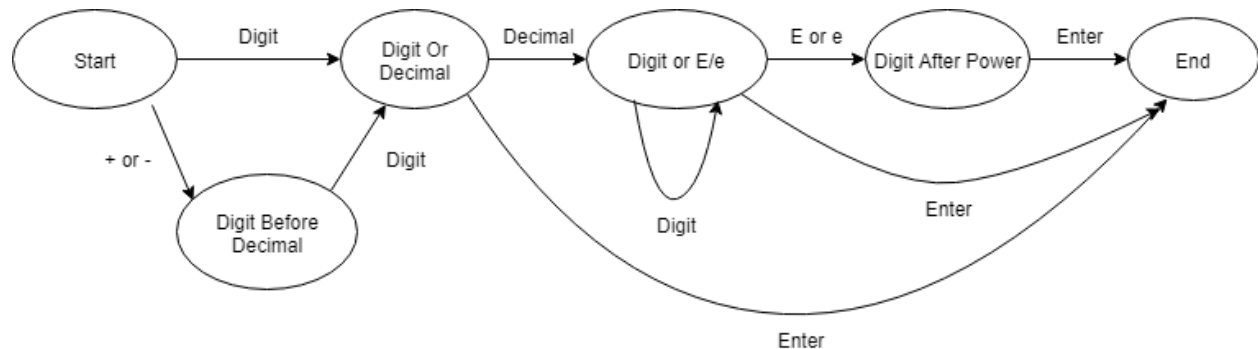 Start
Digit
Digit Or
Decimal
Decimal
Digit or E/e
E or e
Digit After Power
Enter
End
+ or -
Digit
Digit Before
Decimal
Digit
Enter
Enter